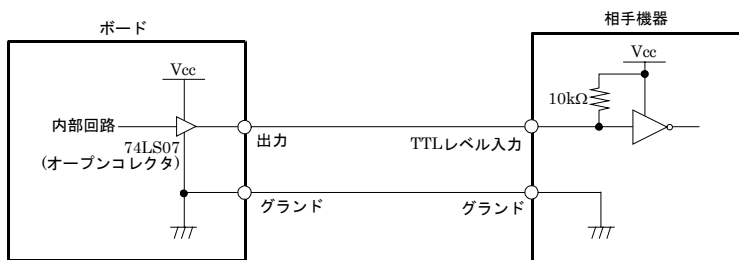 ボード
相手機器
Vcc
Vcc
10kΩ
内部回路
74LS07
(オープンコレクタ)
出力
TTLレベル入力
グランド
グランド